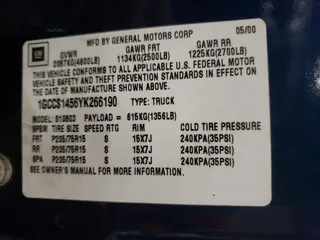 GM
MFD BY GENERAL MOTORS CORP 05/00
GVWR GAWR FRT GAWR RR
2087KG(4600LB) 1134KG(2500LB) 1225KG(2700LB)
THIS VEHICLE CONFORMS TO ALL APPLICABLE U.S. FEDERAL MOTOR
VEHICLE SAFETY AND THEFT PREVENTION STANDARDS IN EFFECT ON
THE DATE OF MANUFACTURE SHOWN ABOVE.
1GCCS1455YK266190 TYPE: TRUCK
MODEL: S10803 PAYLOAD = 615KG(1356LB)
TIRE SIZE SPEED RTG RIM COLD TIRE PRESSURE
FRT P205/75R15 S 15X7J 240KPA(35PSI)
RR P205/75R15 S 15X7J 240KPA(35PSI)
SPA P205/75R15 S 15X7J 240KPA(35PSI)
SEE OWNER'S MANUAL FOR MORE INFORMATION